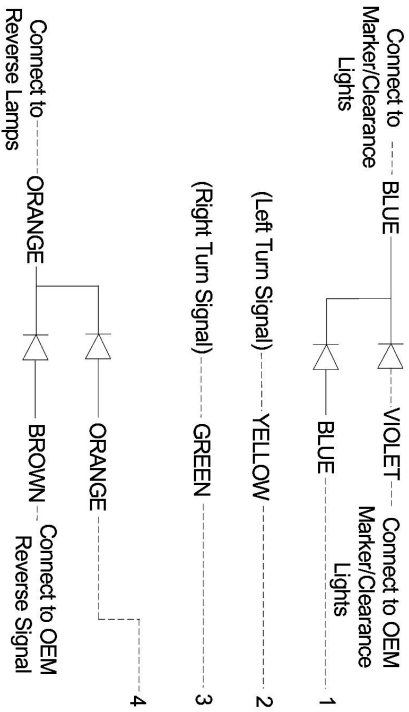 Connect to
Marker/Clearance
Lights
BLUE
VIOLET
Connect to OEM
Marker/Clearance
Lights
BLUE
1
(Left Turn Signal)
YELLOW
2
(Right Turn Signal)
GREEN
3
ORANGE
4
Connect to
Reverse Lamps
ORANGE
BROWN
Connect to OEM
Reverse Signal